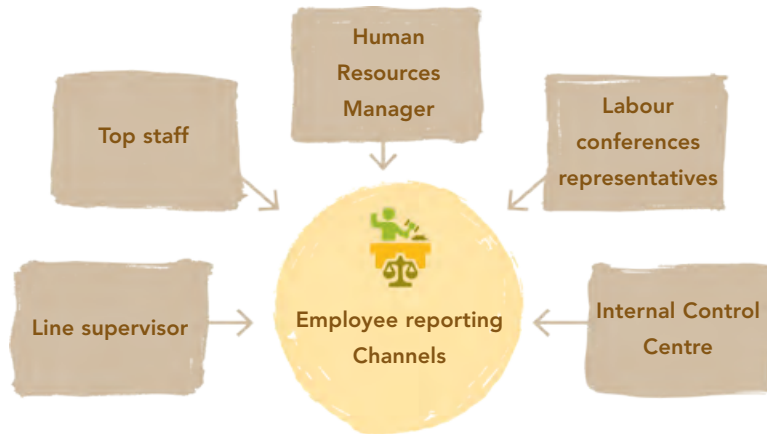 Human
Resources
Manager
Top staff
Labour
conferences
representatives
Line supervisor
Employee reporting
Channels
Internal Control
Centre